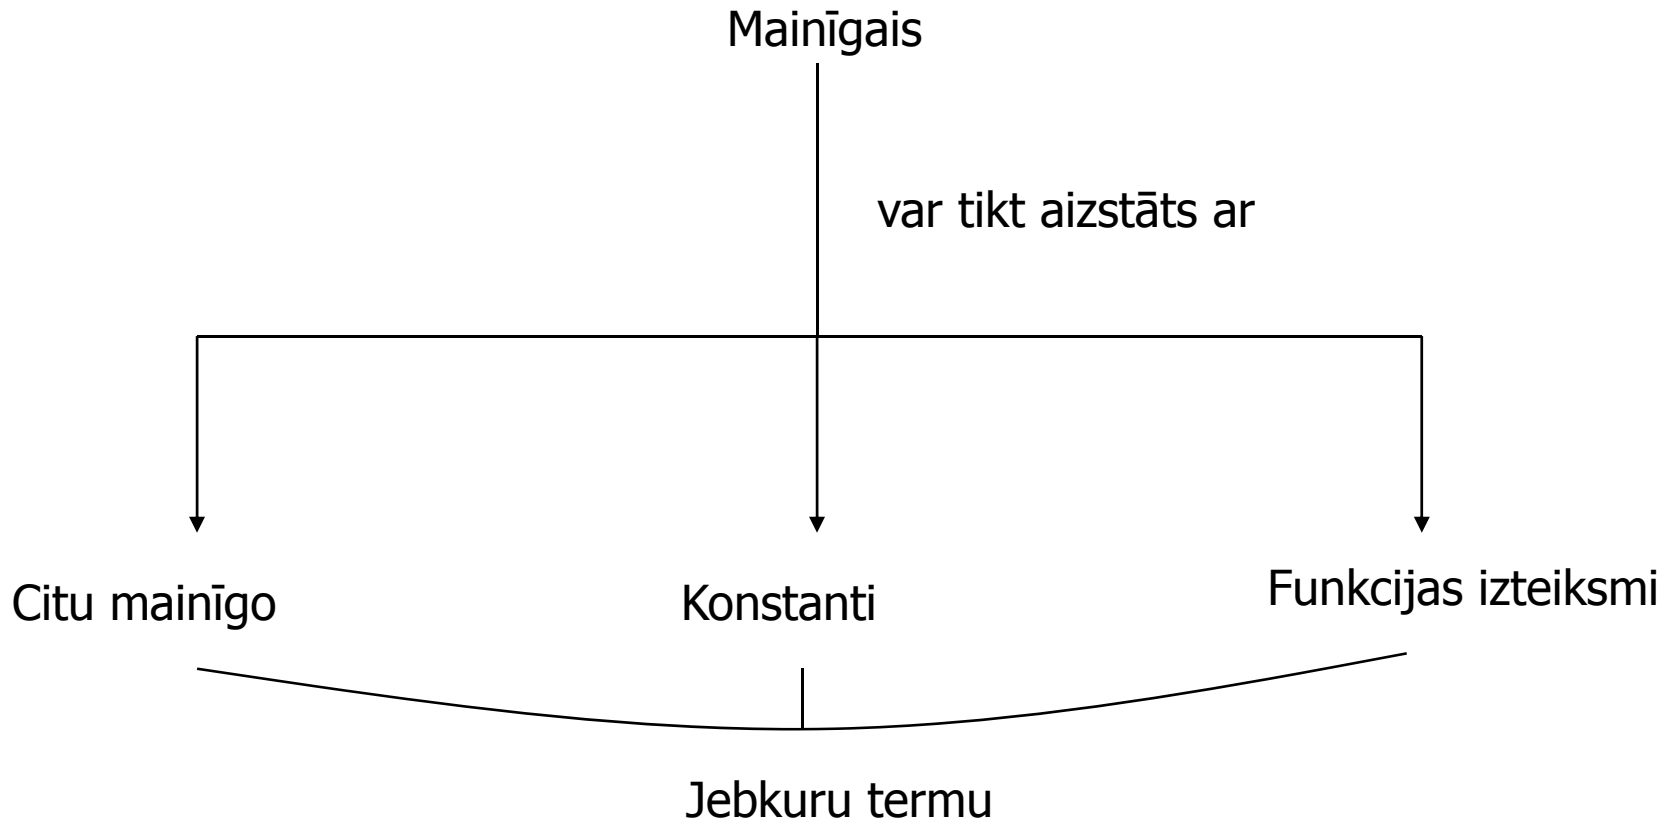 Mainīgais
var tikt aizstāts ar
Citu mainīgo
Konstanti
Funkcijas izteiksmi
Jebkuru termu